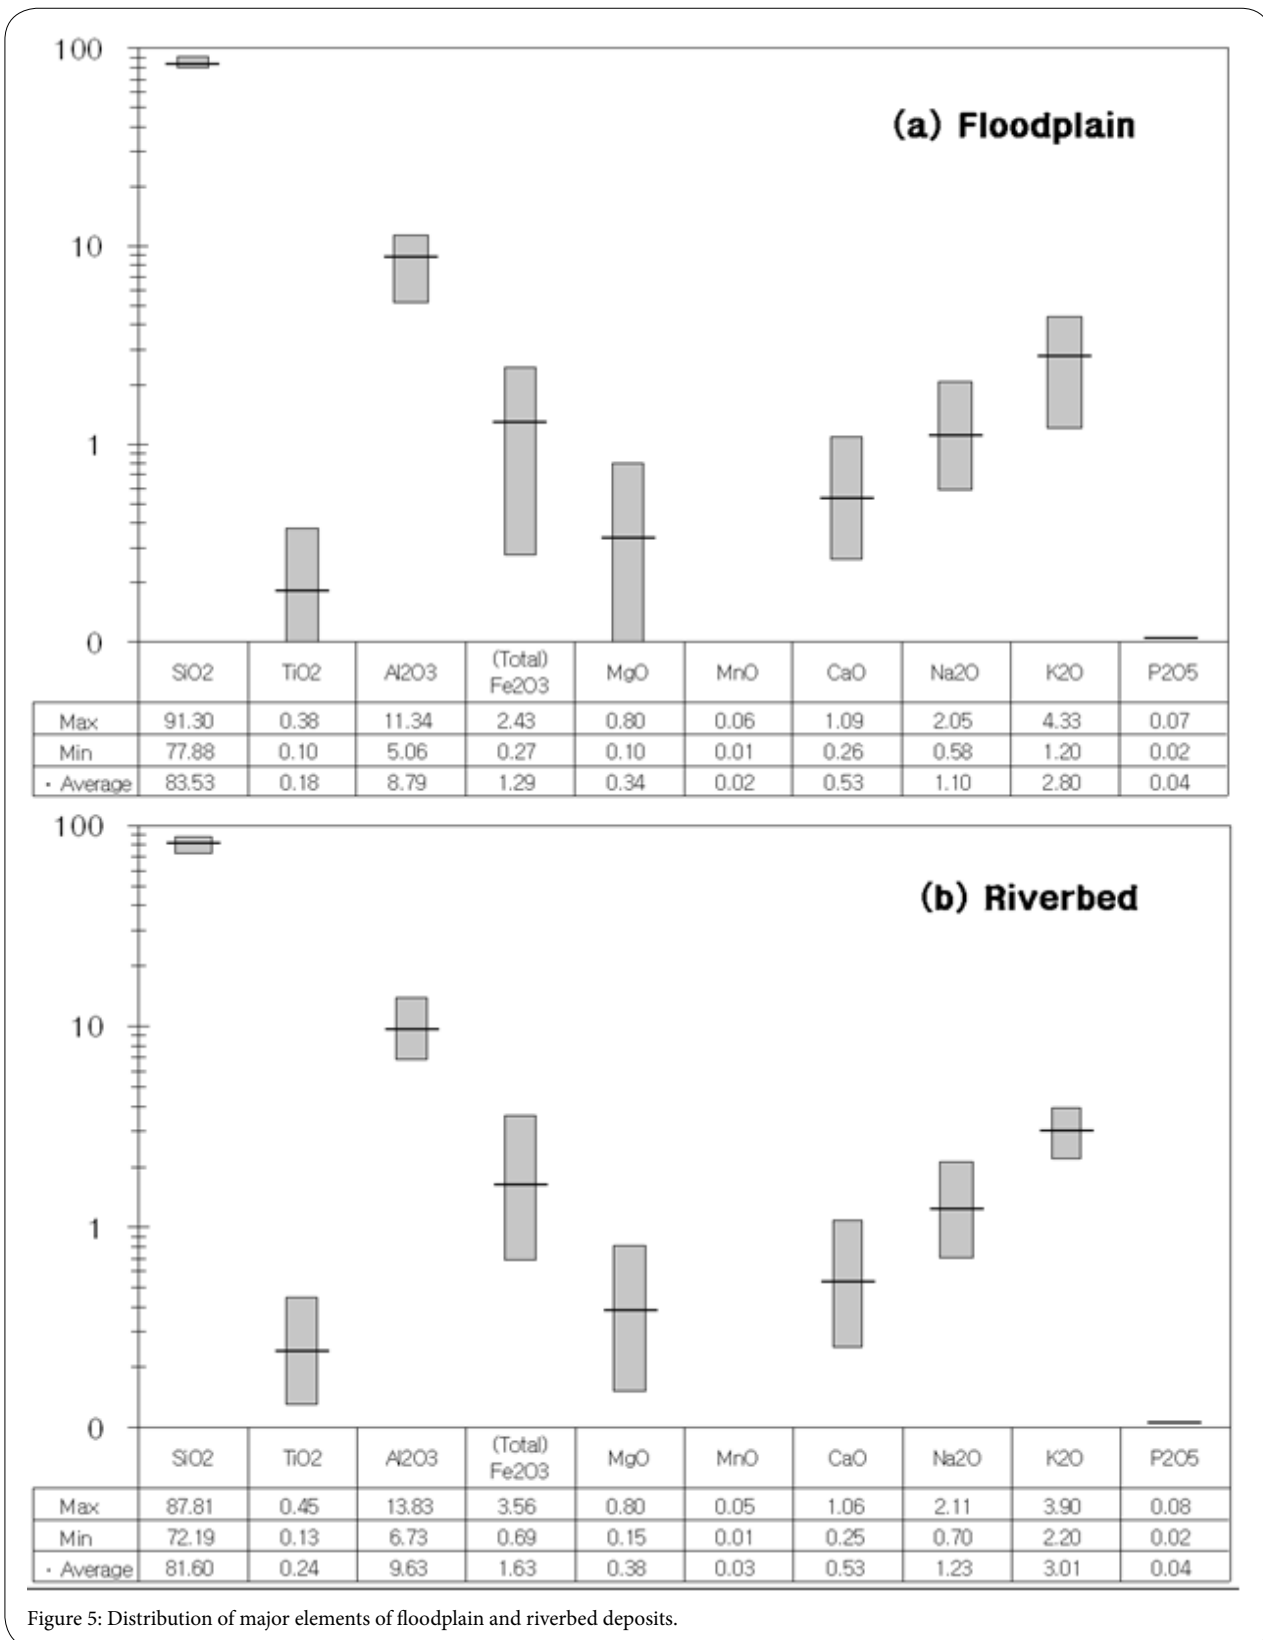 100
(a) Floodplain
10
1
0
SiO2 TiO2 Al2O3 (Total) Fe2O3 MgO MnO CaO Na2O K2O P2O5
Max 91.30 0.38 11.34 2.43 0.80 0.06 1.09 2.05 4.33 0.07
Min 77.88 0.10 5.06 0.27 0.10 0.01 0.26 0.58 1.20 0.02
· Average 83.53 0.18 8.79 1.29 0.34 0.02 0.53 1.10 2.80 0.04
100
(b) Riverbed
10
1
0
SiO2 TiO2 Al2O3 (Total) Fe2O3 MgO MnO CaO Na2O K2O P2O5
Max 87.81 0.45 13.83 3.56 0.80 0.05 1.06 2.11 3.90 0.08
Min 72.19 0.13 6.73 0.69 0.15 0.01 0.25 0.70 2.20 0.02
· Average 81.60 0.24 9.63 1.63 0.38 0.03 0.53 1.23 3.01 0.04
Figure 5: Distribution of major elements of floodplain and riverbed deposits.